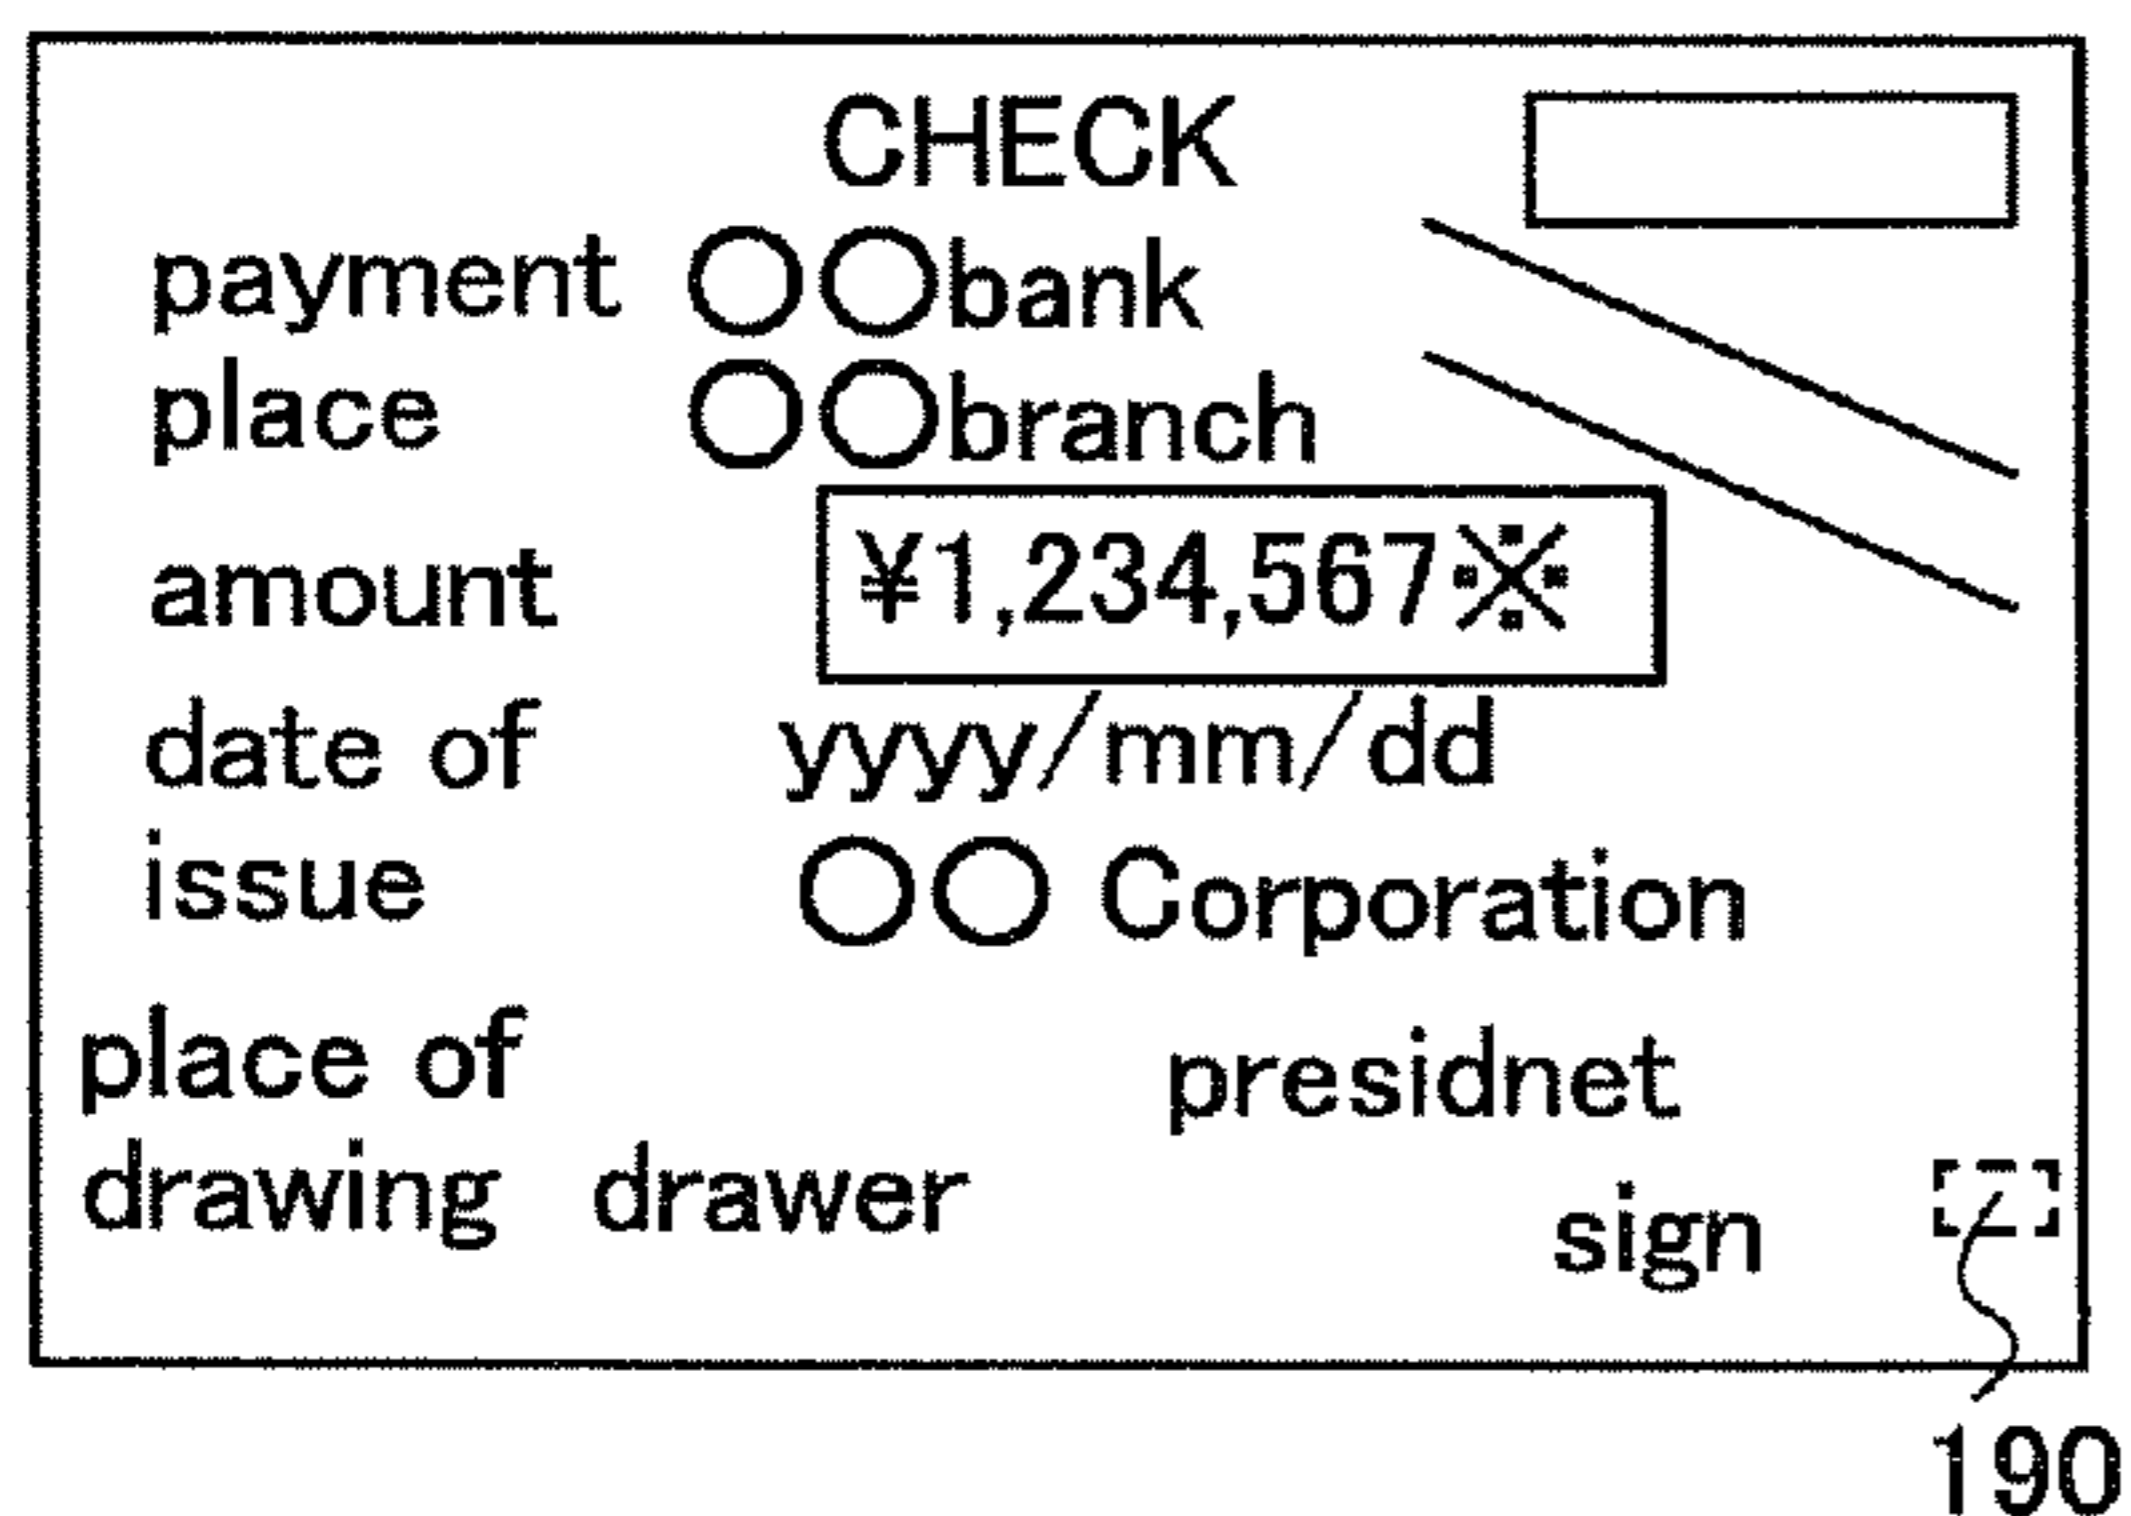 CHECK
payment ○○bank
place ○○branch
amount ¥1,234,567※
date of yyyy/mm/dd
issue ○○ Corporation
place of presidnet
drawing drawer sign
190